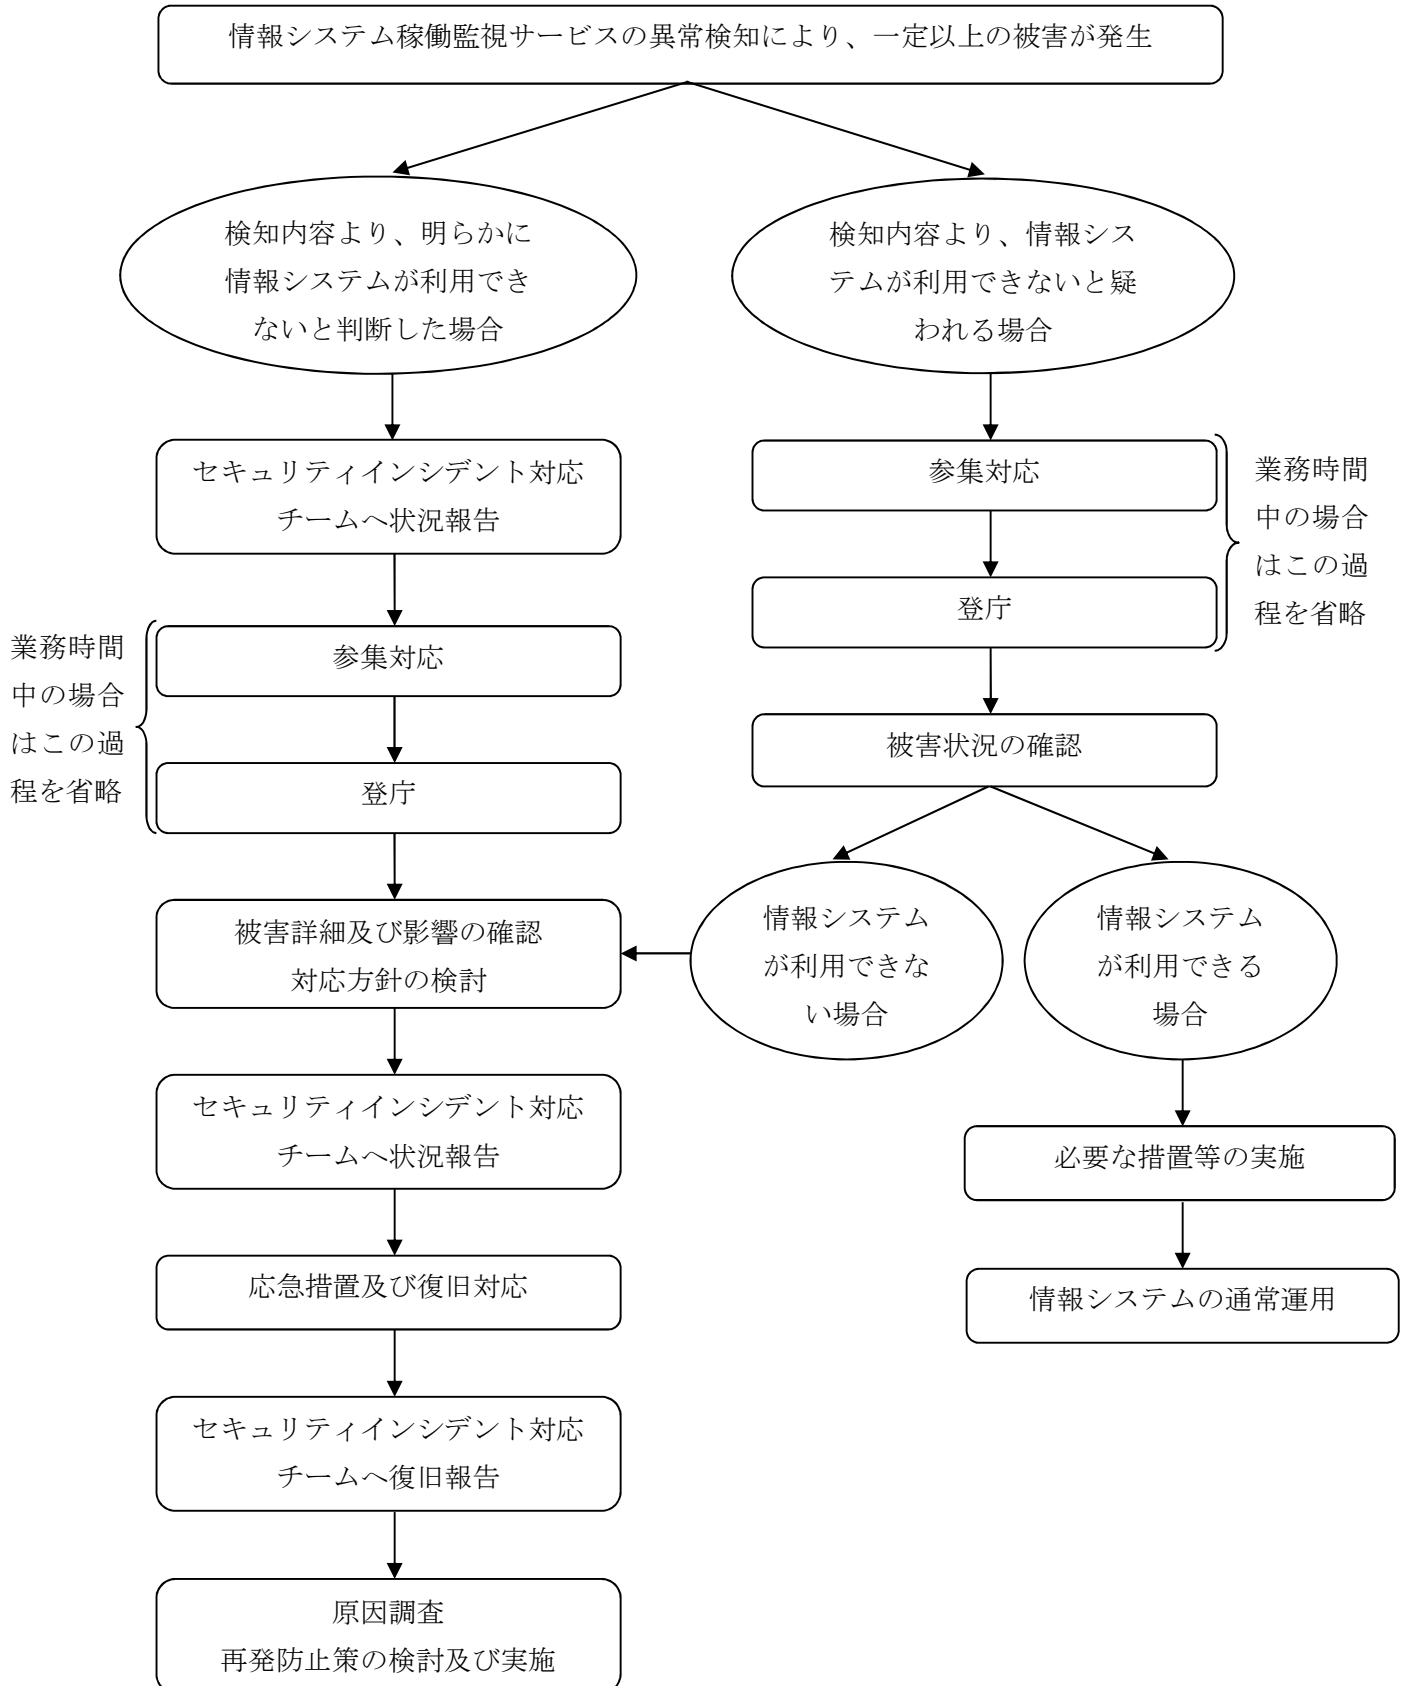 情報システム稼働監視サービスの異常検知により、一定以上の被害が発生
検知内容より、明らかに
情報システムが利用でき
ないと判断した場合
検知内容より、情報シス
テムが利用できないと疑
われる場合
セキュリティインシデント対応
チームへ状況報告
参集対応
登庁
業務時間
中の場合
はこの過
程を省略
業務時間
中の場合
はこの過
程を省略
参集対応
登庁
被害状況の確認
被害詳細及び影響の確認
対応方針の検討
情報システム
が利用できな
い場合
情報システム
が利用できる
場合
セキュリティインシデント対応
チームへ状況報告
必要な措置等の実施
応急措置及び復旧対応
情報システムの通常運用
セキュリティインシデント対応
チームへ復旧報告
原因調査
再発防止策の検討及び実施